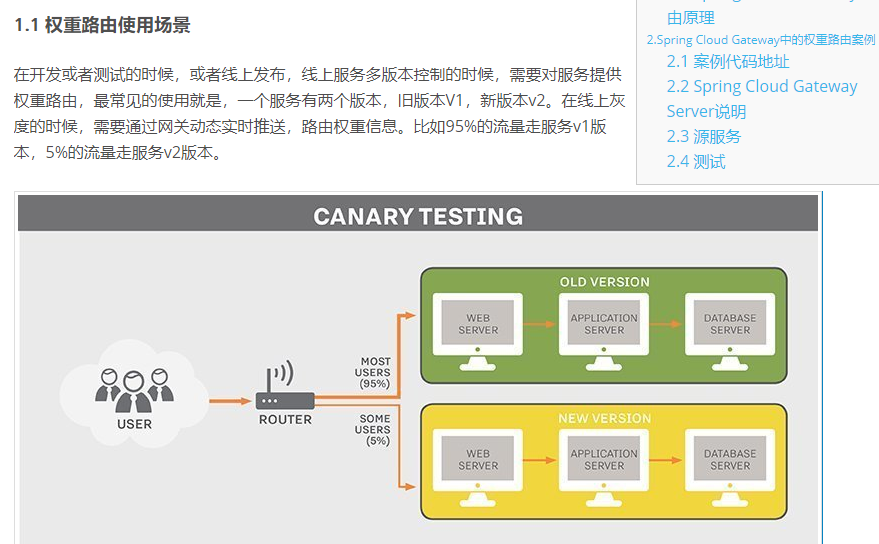 1.1 权重路由使用场景
在开发或者测试的时候，或者线上发布，线上服务多版本控制的时候，需要对服务提供
权重路由，最常见的使用就是，一个服务有两个版本，旧版本V1，新版本v2。在线上灰
度的时候，需要通过网关动态实时推送，路由权重信息。比如95%的流量走服务v1版
本，5%的流量走服务v2版本。
由原理
2.Spring Cloud Gateway中的权重路由案例
2.1 案例代码地址
2.2 Spring Cloud Gateway
Server说明
2.3 源服务
2.4 测试
CANARY TESTING
OLD VERSION
WEB
SERVER
APPLICATION
SERVER
DATABASE
SERVER
MOST
USERS
(95%)
USER
ROUTER
SOME
USERS
(5%)
NEW VERSION
WEB
SERVER
APPLICATION
SERVER
DATABASE
SERVER